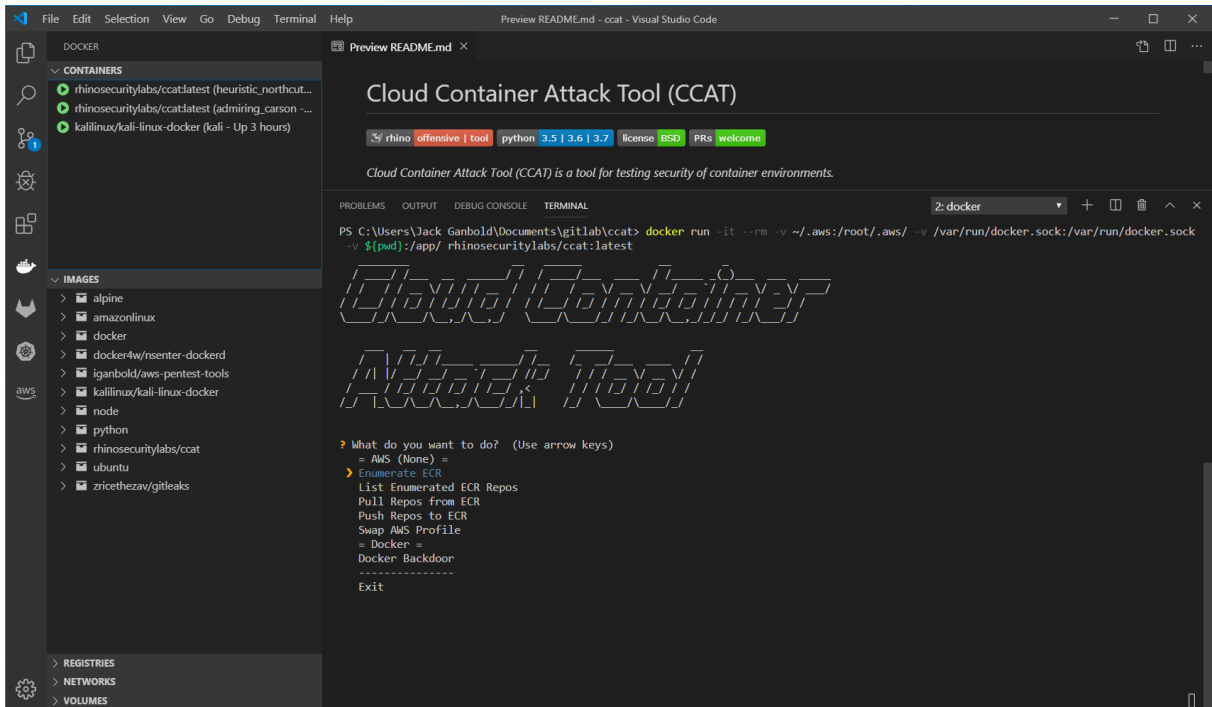 File Edit Selection View Go Debug Terminal Help
Preview README.md - ccat - Visual Studio Code
DOCKER
CONTAINERS
rhinosecuritylabs/ccat:latest (heuristic_northcut...
rhinosecuritylabs/ccat:latest (admiring_carson -...
kalilinux/kali-linux-docker (kali - Up 3 hours)
1
aws
IMAGES
alpine
amazonlinux
docker
docker4w/nsenter-dockerd
iganbold/aws-pentest-tools
kalilinux/kali-linux-docker
node
python
rhinosecuritylabs/ccat
ubuntu
zricethezav/gitleaks
REGISTRIES
NETWORKS
VOLUMES
Preview README.md
Cloud Container Attack Tool (CCAT)
rhino offensive | tool python 3.5 | 3.6 | 3.7 license BSD PRs welcome
Cloud Container Attack Tool (CCAT) is a tool for testing security of container environments.
PROBLEMS OUTPUT DEBUG CONSOLE TERMINAL
2: docker
PS C:\Users\Jack Ganbold\Documents\gitlab\ccat> docker run -it --rm -v ~/.aws:/root/.aws/ -v /var/run/docker.sock:/var/run/docker.sock
-v ${pwd}:/app/ rhinosecuritylabs/ccat:latest
Cloud Container
Attack Tool
? What do you want to do? (Use arrow keys)
= AWS (None) =
❯ Enumerate ECR
List Enumerated ECR Repos
Pull Repos from ECR
Push Repos to ECR
Swap AWS Profile
= Docker =
Docker Backdoor
---------------
Exit